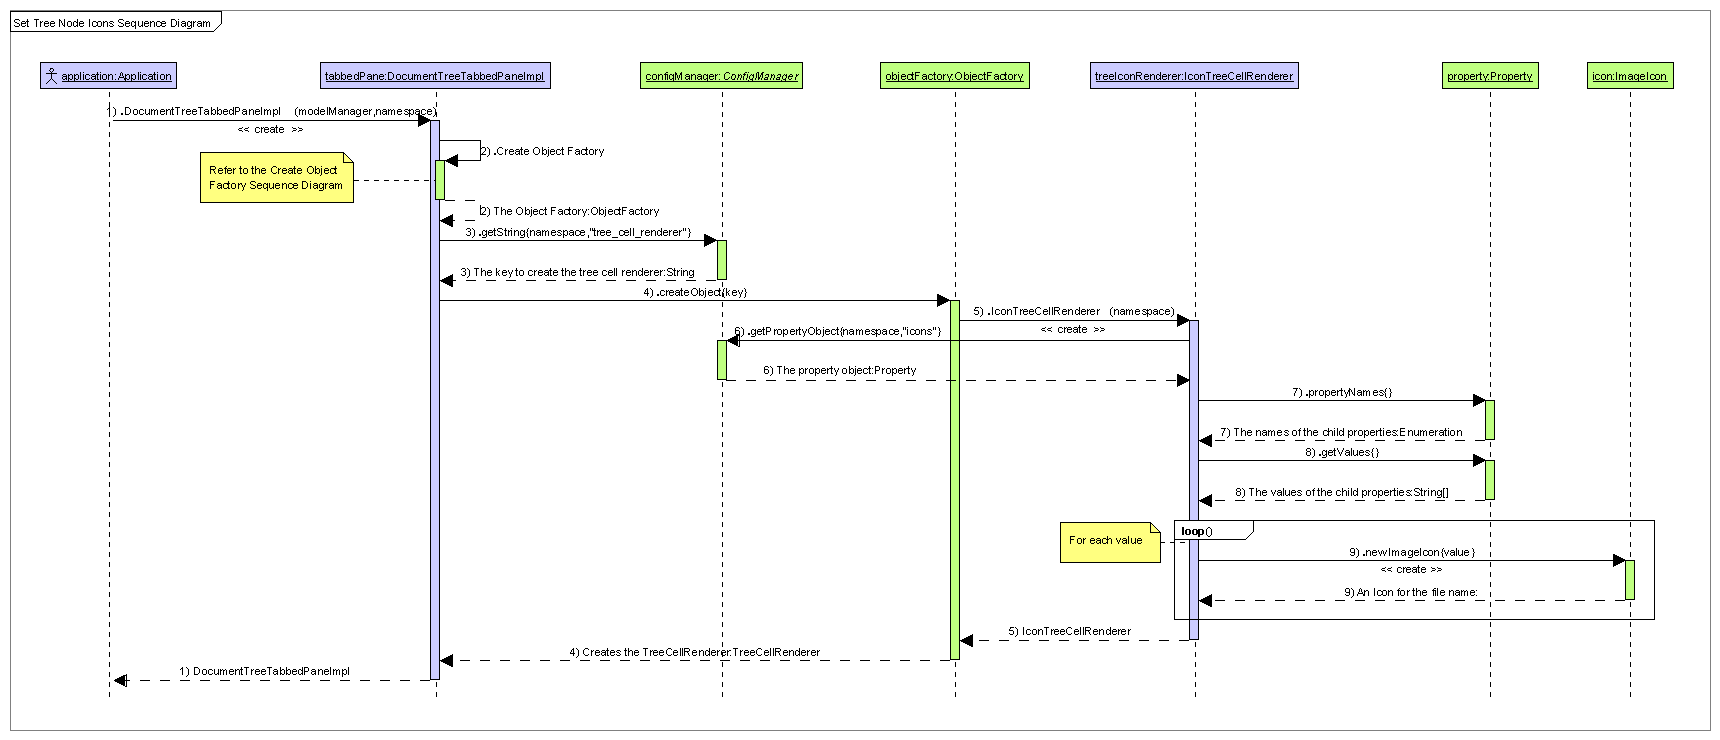 Set Tree Node Icons Sequence Diagram
application:Application
tabbedPane:DocumentTreeTabbedPaneImpl
configManager:ConfigManager
objectFactory:ObjectFactory
treeIconRenderer:IconTreeCellRenderer
property:Property
icon:ImageIcon
1) .DocumentTreeTabbedPaneImpl (modelManager,namespace)
<< create >>
2) .Create Object Factory
Refer to the Create Object
Factory Sequence Diagram
2) The Object Factory:ObjectFactory
3) .getString{namespace,"tree_cell_renderer"}
3) The key to create the tree cell renderer:String
4) .createObject{key}
5) .IconTreeCellRenderer (namespace)
<< create >>
6) .getPropertyObject{namespace,"icons"}
6) The property object:Property
7) .propertyNames{}
7) The names of the child properties:Enumeration
8) .getValues{}
8) The values of the child properties:String[]
loop()
For each value
9) .newImageIcon{value}
<< create >>
9) An Icon for the file name:
5) IconTreeCellRenderer
4) Creates the TreeCellRenderer:TreeCellRenderer
1) DocumentTreeTabbedPaneImpl